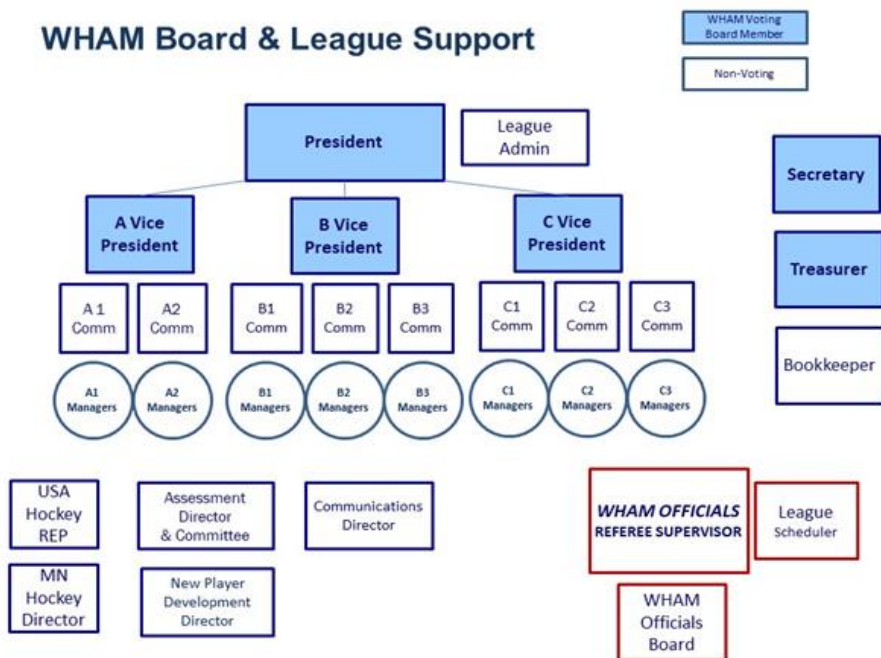 WHAM Board & League Support
WHAM Voting
Board Member
Non-Voting
President
League
Admin
Secretary
A Vice
President
B Vice
President
C Vice
President
Treasurer
A 1
Comm
A2
Comm
B1
Comm
B2
Comm
B3
Comm
C1
Comm
C2
Comm
C3
Comm
Bookkeeper
A1
Managers
A2
Managers
B1
Managers
B2
Managers
B3
Managers
C1
Managers
C2
Managers
C3
Managers
USA
Hockey
REP
Assessment
Director
& Committee
Communications
Director
WHAM OFFICIALS
REFEREE SUPERVISOR
League
Scheduler
MN
Hockey
Director
New Player
Development
Director
WHAM
Officials
Board